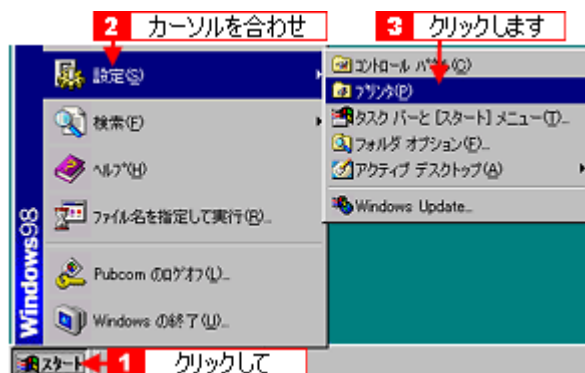 2 カーソルを合わせ
3 クリックします
設定(S)
検索(F)
ヘルプ(H)
ファイル名を指定して実行(R)...
Pubcom のログオフ(L)...
Windows の終了(U)...
コントロール パネル(C)
プリンタ(P)
タスク バーと [スタート] メニュー(T)...
フォルダ オプション(F)...
アクティブ デスクトップ(A)
Windows Update...
Windows98
スタート
1 クリックして